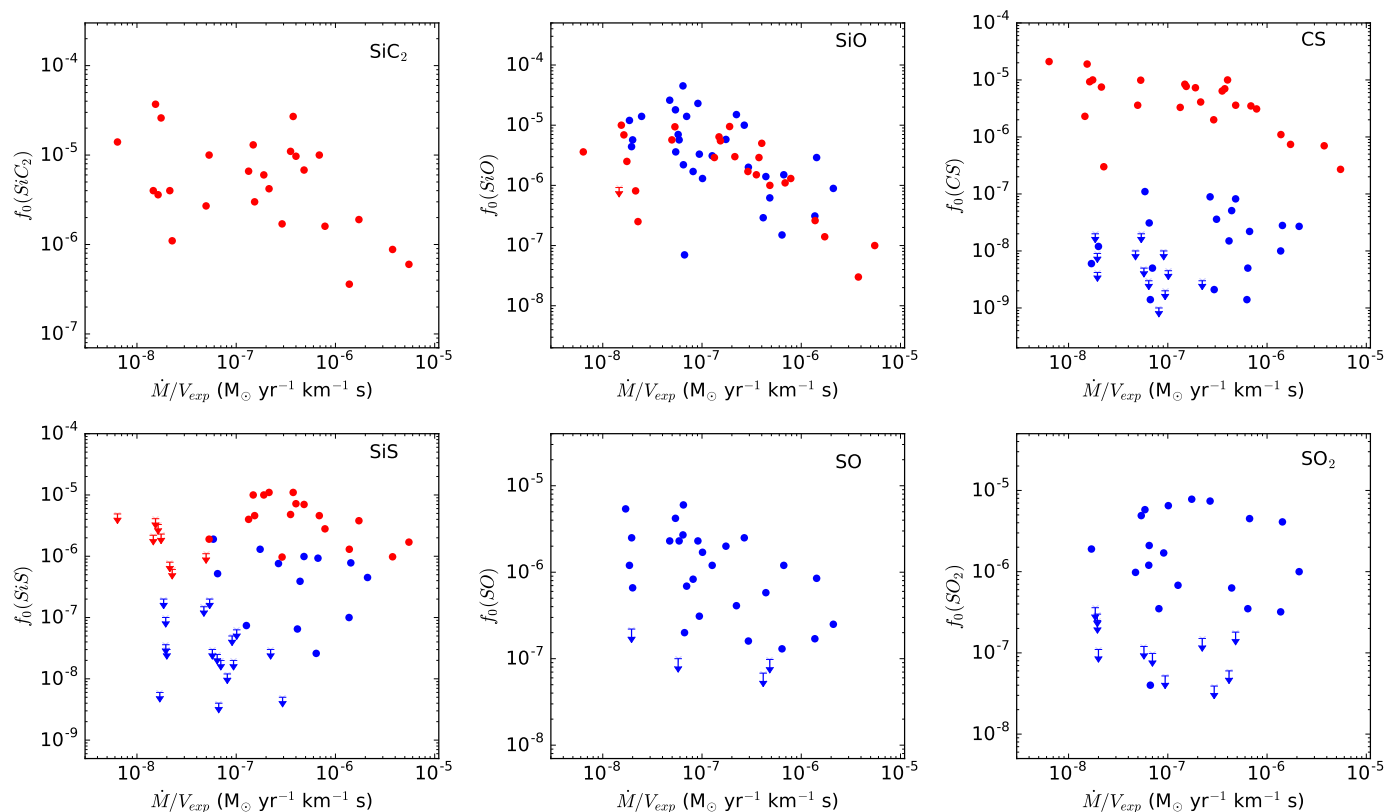 SiC₂
10⁻⁴
10⁻⁵
10⁻⁶
10⁻⁷
f₀(SiC₂)
10⁻⁸ 10⁻⁷ 10⁻⁶ 10⁻⁵
Ṁ/V_exp (M⊙ yr⁻¹ km⁻¹ s)
SiO
10⁻⁴
10⁻⁵
10⁻⁶
10⁻⁷
10⁻⁸
f₀(SiO)
10⁻⁸ 10⁻⁷ 10⁻⁶ 10⁻⁵
Ṁ/V_exp (M⊙ yr⁻¹ km⁻¹ s)
CS
10⁻⁴
10⁻⁵
10⁻⁶
10⁻⁷
10⁻⁸
10⁻⁹
f₀(CS)
10⁻⁸ 10⁻⁷ 10⁻⁶ 10⁻⁵
Ṁ/V_exp (M⊙ yr⁻¹ km⁻¹ s)
SiS
10⁻⁴
10⁻⁵
10⁻⁶
10⁻⁷
10⁻⁸
10⁻⁹
f₀(SiS)
10⁻⁸ 10⁻⁷ 10⁻⁶ 10⁻⁵
Ṁ/V_exp (M⊙ yr⁻¹ km⁻¹ s)
SO
10⁻⁵
10⁻⁶
10⁻⁷
10⁻⁸
f₀(SO)
10⁻⁸ 10⁻⁷ 10⁻⁶ 10⁻⁵
Ṁ/V_exp (M⊙ yr⁻¹ km⁻¹ s)
SO₂
10⁻⁵
10⁻⁶
10⁻⁷
10⁻⁸
f₀(SO₂)
10⁻⁸ 10⁻⁷ 10⁻⁶ 10⁻⁵
Ṁ/V_exp (M⊙ yr⁻¹ km⁻¹ s)